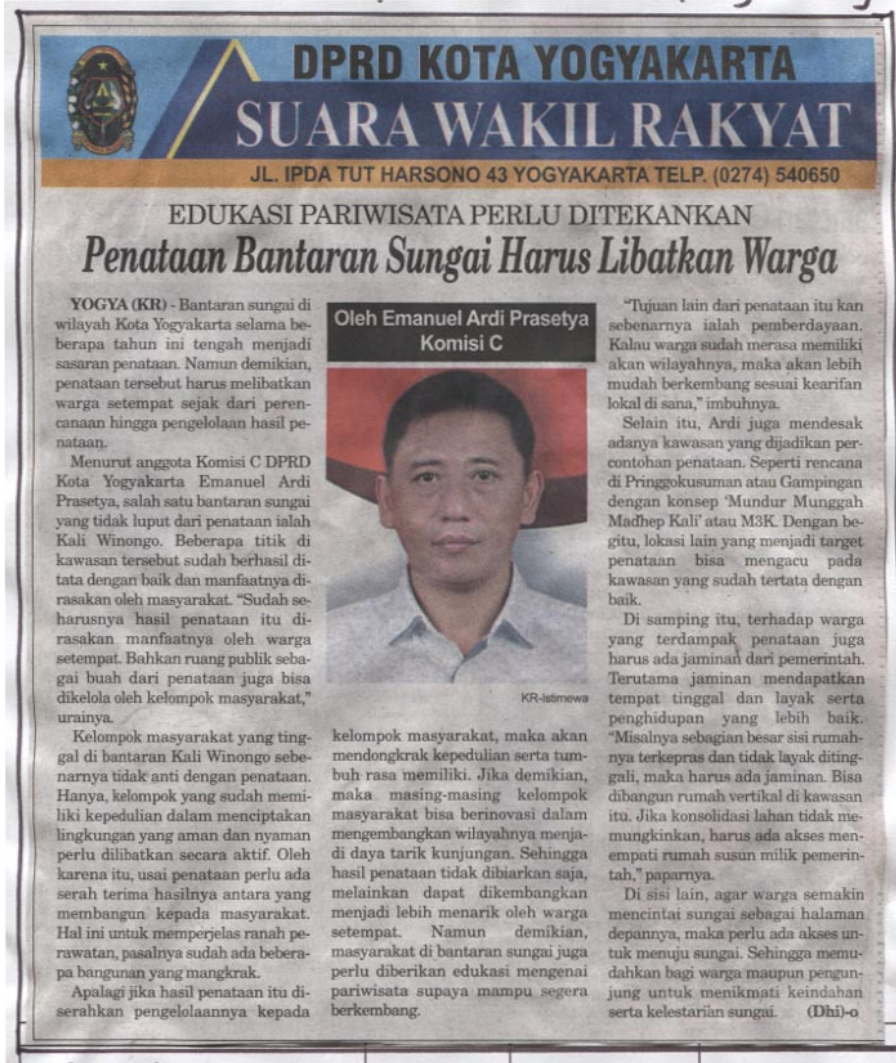 DPRD KOTA YOGYAKARTA
SUARA WAKIL RAKYAT
JL. IPDA TUT HARSONO 43 YOGYAKARTA TELP. (0274) 540650
EDUKASI PARIWISATA PERLU DITEKANKAN
Penataan Bantaran Sungai Harus Libatkan Warga
YOGYA (KR) - Bantaran sungai di
wilayah Kota Yogyakarta selama be-
berapa tahun ini tengah menjadi
sasaran penataan. Namun demikian,
penataan tersebut harus melibatkan
warga setempat sejak dari peren-
canaan hingga pengelolaan hasil pe-
nataan.
Menurut anggota Komisi C DPRD
Kota Yogyakarta Emanuel Ardi
Prasetya, salah satu bantaran sungai
yang tidak luput dari penataan ialah
Kali Winongo. Beberapa titik di
kawasan tersebut sudah berhasil di-
tata dengan baik dan manfaatnya di-
rasakan oleh masyarakat. "Sudah se-
harusnya hasil penataan itu di-
rasakan manfaatnya oleh warga
setempat. Bahkan ruang publik seba-
gai buah dari penataan juga bisa
dikelola oleh kelompok masyarakat,"
urainya.
Kelompok masyarakat yang ting-
gal di bantaran Kali Winongo sebe-
narnya tidak anti dengan penataan.
Hanya, kelompok yang sudah memi-
liki kepedulian dalam menciptakan
lingkungan yang aman dan nyaman
perlu dilibatkan secara aktif. Oleh
karena itu, usai penataan perlu ada
serah terima hasilnya antara yang
membangun kepada masyarakat.
Hal ini untuk memperjelas ranah pe-
rawatan, pasalnya sudah ada bebera-
pa bangunan yang mangkrak.
Apalagi jika hasil penataan itu di-
serahkan pengelolaannya kepada
Oleh Emanuel Ardi Prasetya
Komisi C
KR-Istimewa
kelompok masyarakat, maka akan
mendongkrak kepedulian serta tum-
buh rasa memiliki. Jika demikian,
maka masing-masing kelompok
masyarakat bisa berinovasi dalam
mengembangkan wilayahnya menja-
di daya tarik kunjungan. Sehingga
hasil penataan tidak dibiarkan saja,
melainkan dapat dikembangkan
menjadi lebih menarik oleh warga
setempat. Namun demikian,
masyarakat di bantaran sungai juga
perlu diberikan edukasi mengenai
pariwisata supaya mampu segera
berkembang.
"Tujuan lain dari penataan itu kan
sebenarnya ialah pemberdayaan.
Kalau warga sudah merasa memiliki
akan wilayahnya, maka akan lebih
mudah berkembang sesuai kearifan
lokal di sana," imbuhnya.
Selain itu, Ardi juga mendesak
adanya kawasan yang dijadikan per-
contohan penataan. Seperti rencana
di Pringgokusuman atau Gampingan
dengan konsep 'Mundur Munggah
Madhep Kali' atau M3K. Dengan be-
gitu, lokasi lain yang menjadi target
penataan bisa mengacu pada
kawasan yang sudah tertata dengan
baik.
Di samping itu, terhadap warga
yang terdampak penataan juga
harus ada jaminan dari pemerintah.
Terutama jaminan mendapatkan
tempat tinggal dan layak serta
penghidupan yang lebih baik.
"Misalnya sebagian besar sisi rumah-
nya terkepras dan tidak layak diting-
gali, maka harus ada jaminan. Bisa
dibangun rumah vertikal di kawasan
itu. Jika konsolidasi lahan tidak me-
mungkinkan, harus ada akses men-
empati rumah susun milik pemerin-
tah," paparnya.
Di sisi lain, agar warga semakin
mencintai sungai sebagai halaman
depannya, maka perlu ada akses un-
tuk menuju sungai. Sehingga memu-
dahkan bagi warga maupun pengun-
jung untuk menikmati keindahan
serta kelestarian sungai. (Dhi)-o